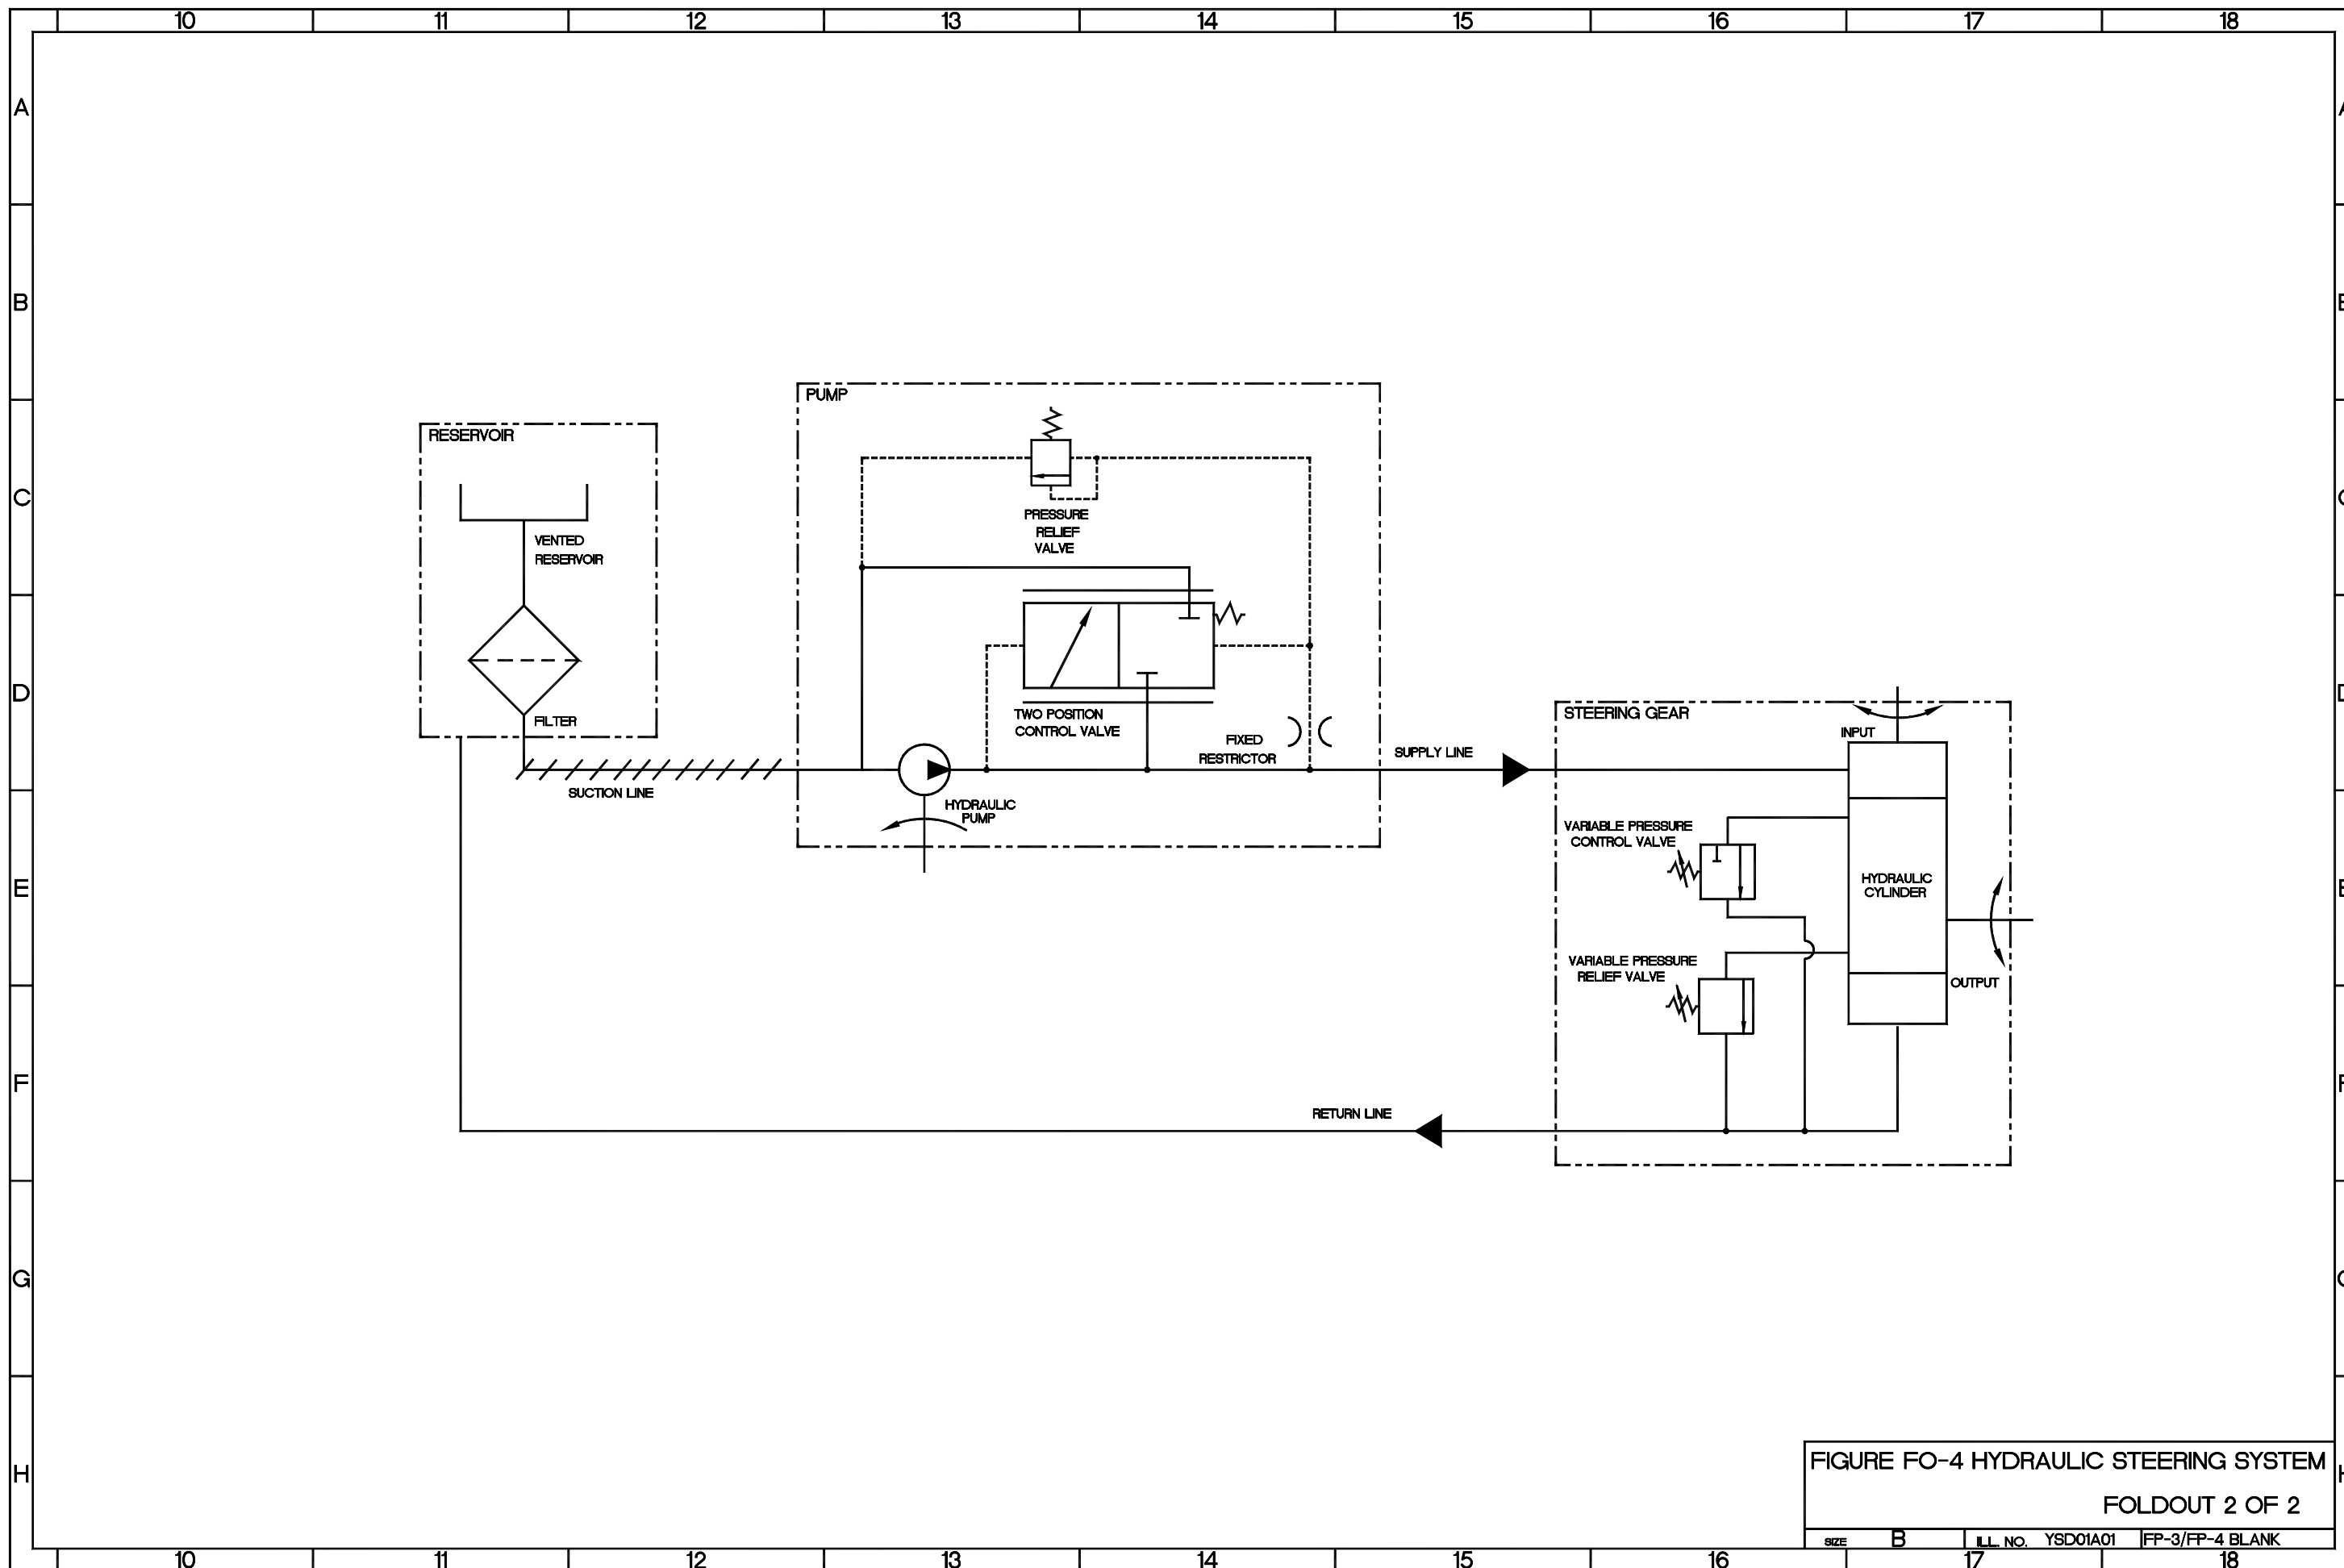 10 11 12 13 14 15 16 17 18
A
B
C
D
E
F
G
H
PUMP
RESERVOIR
VENTED
RESERVOIR
FILTER
SUCTION LINE
PRESSURE
RELIEF
VALVE
TWO POSITION
CONTROL VALVE
FIXED
RESTRICTOR
HYDRAULIC
PUMP
SUPPLY LINE
STEERING GEAR
INPUT
VARIABLE PRESSURE
CONTROL VALVE
HYDRAULIC
CYLINDER
VARIABLE PRESSURE
RELIEF VALVE
OUTPUT
RETURN LINE
FIGURE FO-4 HYDRAULIC STEERING SYSTEM
FOLDOUT 2 OF 2
SIZE B ILL. NO. YSD01A01 FP-3/FP-4 BLANK
10 11 12 13 14 15 16 17 18